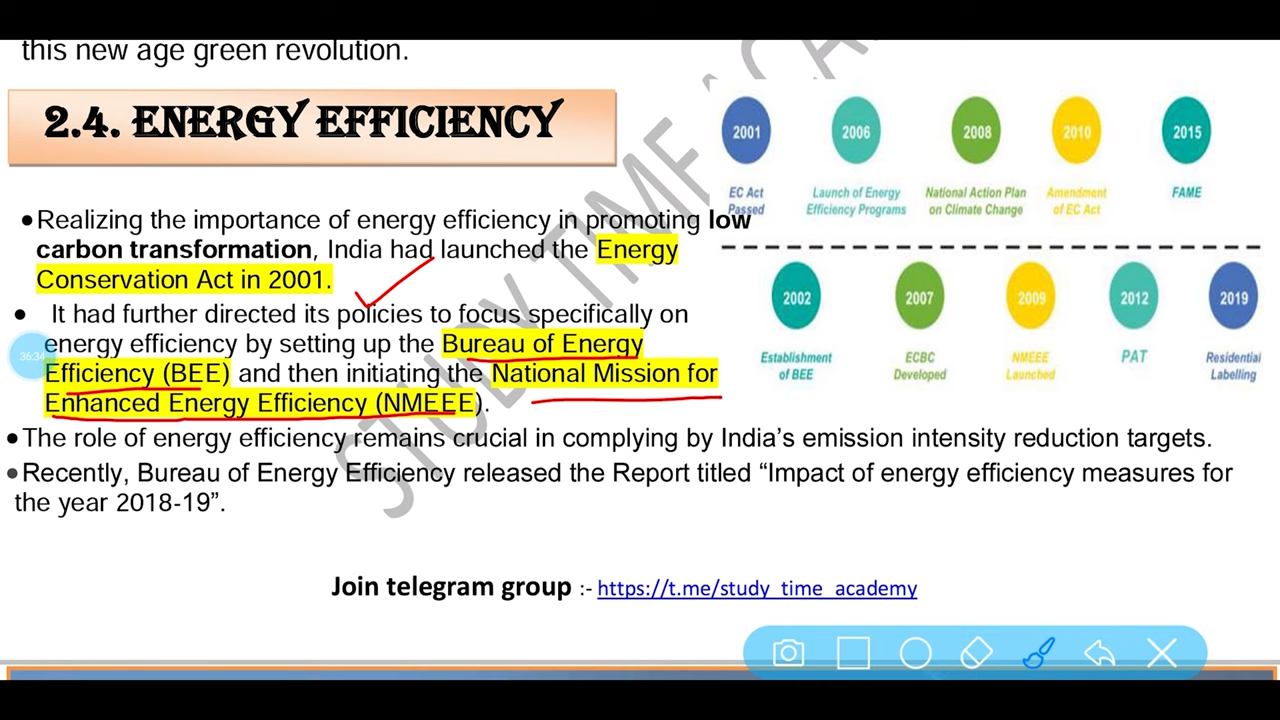 this new age green revolution.
2.4. ENERGY EFFICIENCY
●Realizing the importance of energy efficiency in promoting low
carbon transformation, India had launched the Energy
Conservation Act in 2001.
● It had further directed its policies to focus specifically on
energy efficiency by setting up the Bureau of Energy
Efficiency (BEE) and then initiating the National Mission for
Enhanced Energy Efficiency (NMEEE).
●The role of energy efficiency remains crucial in complying by India’s emission intensity reduction targets.
●Recently, Bureau of Energy Efficiency released the Report titled “Impact of energy efficiency measures for
the year 2018-19”.
2001
2006
2008
2010
2015
EC Act
Passed
Launch of Energy
Efficiency Programs
National Action Plan
on Climate Change
Amendment
of EC Act
FAME
2002
2007
2009
2012
2019
Establishment
of BEE
ECBC
Developed
NMEEE
Launched
PAT
Residential
Labelling
36:34
STUDY TIME ACA
Join telegram group :- https://t.me/study_time_academy